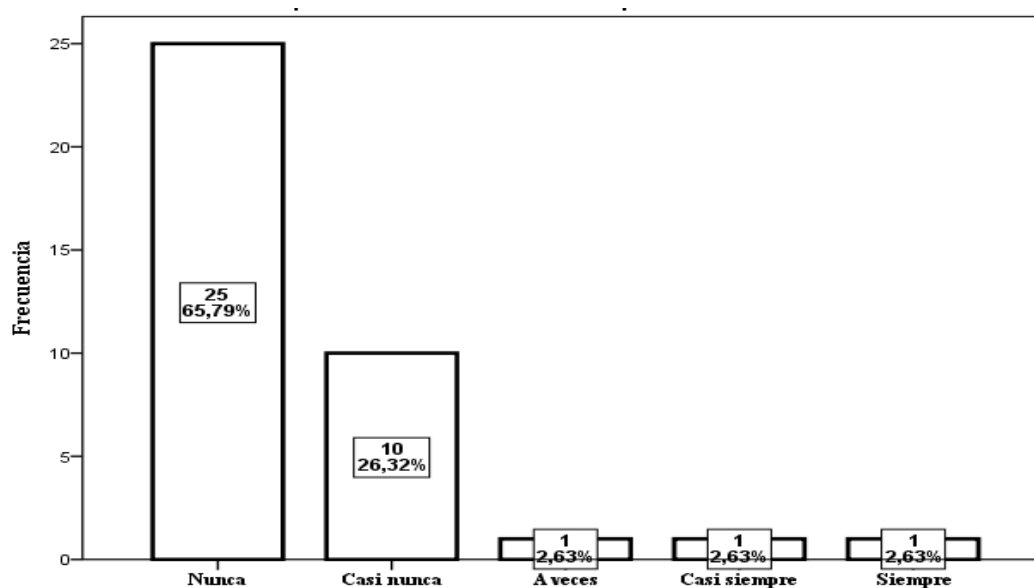 25
20
15
10
5
0
Frecuencia
25
65,79%
10
26,32%
1
2,63%
1
2,63%
1
2,63%
Nunca
Casi nunca
A veces
Casi siempre
Siempre